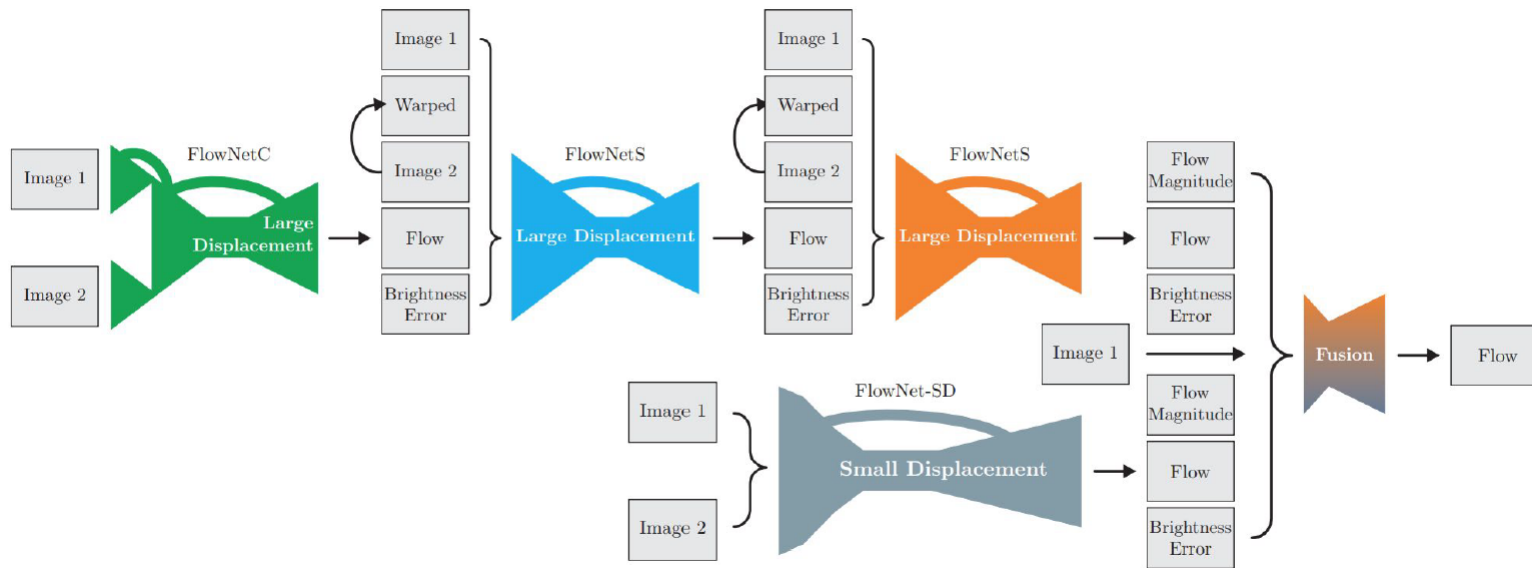 Image 1
Image 2
FlowNetC
Large
Displacement
Image 1
Warped
Image 2
Flow
Brightness
Error
FlowNetS
Large Displacement
Image 1
Warped
Image 2
Flow
Brightness
Error
FlowNetS
Large Displacement
Flow
Magnitude
Flow
Brightness
Error
Image 1
Image 1
Image 2
FlowNet-SD
Small Displacement
Flow
Magnitude
Flow
Brightness
Error
Fusion
Flow